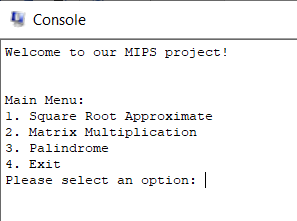 Console
Welcome to our MIPS project!
Main Menu:
1. Square Root Approximate
2. Matrix Multiplication
3. Palindrome
4. Exit
Please select an option: